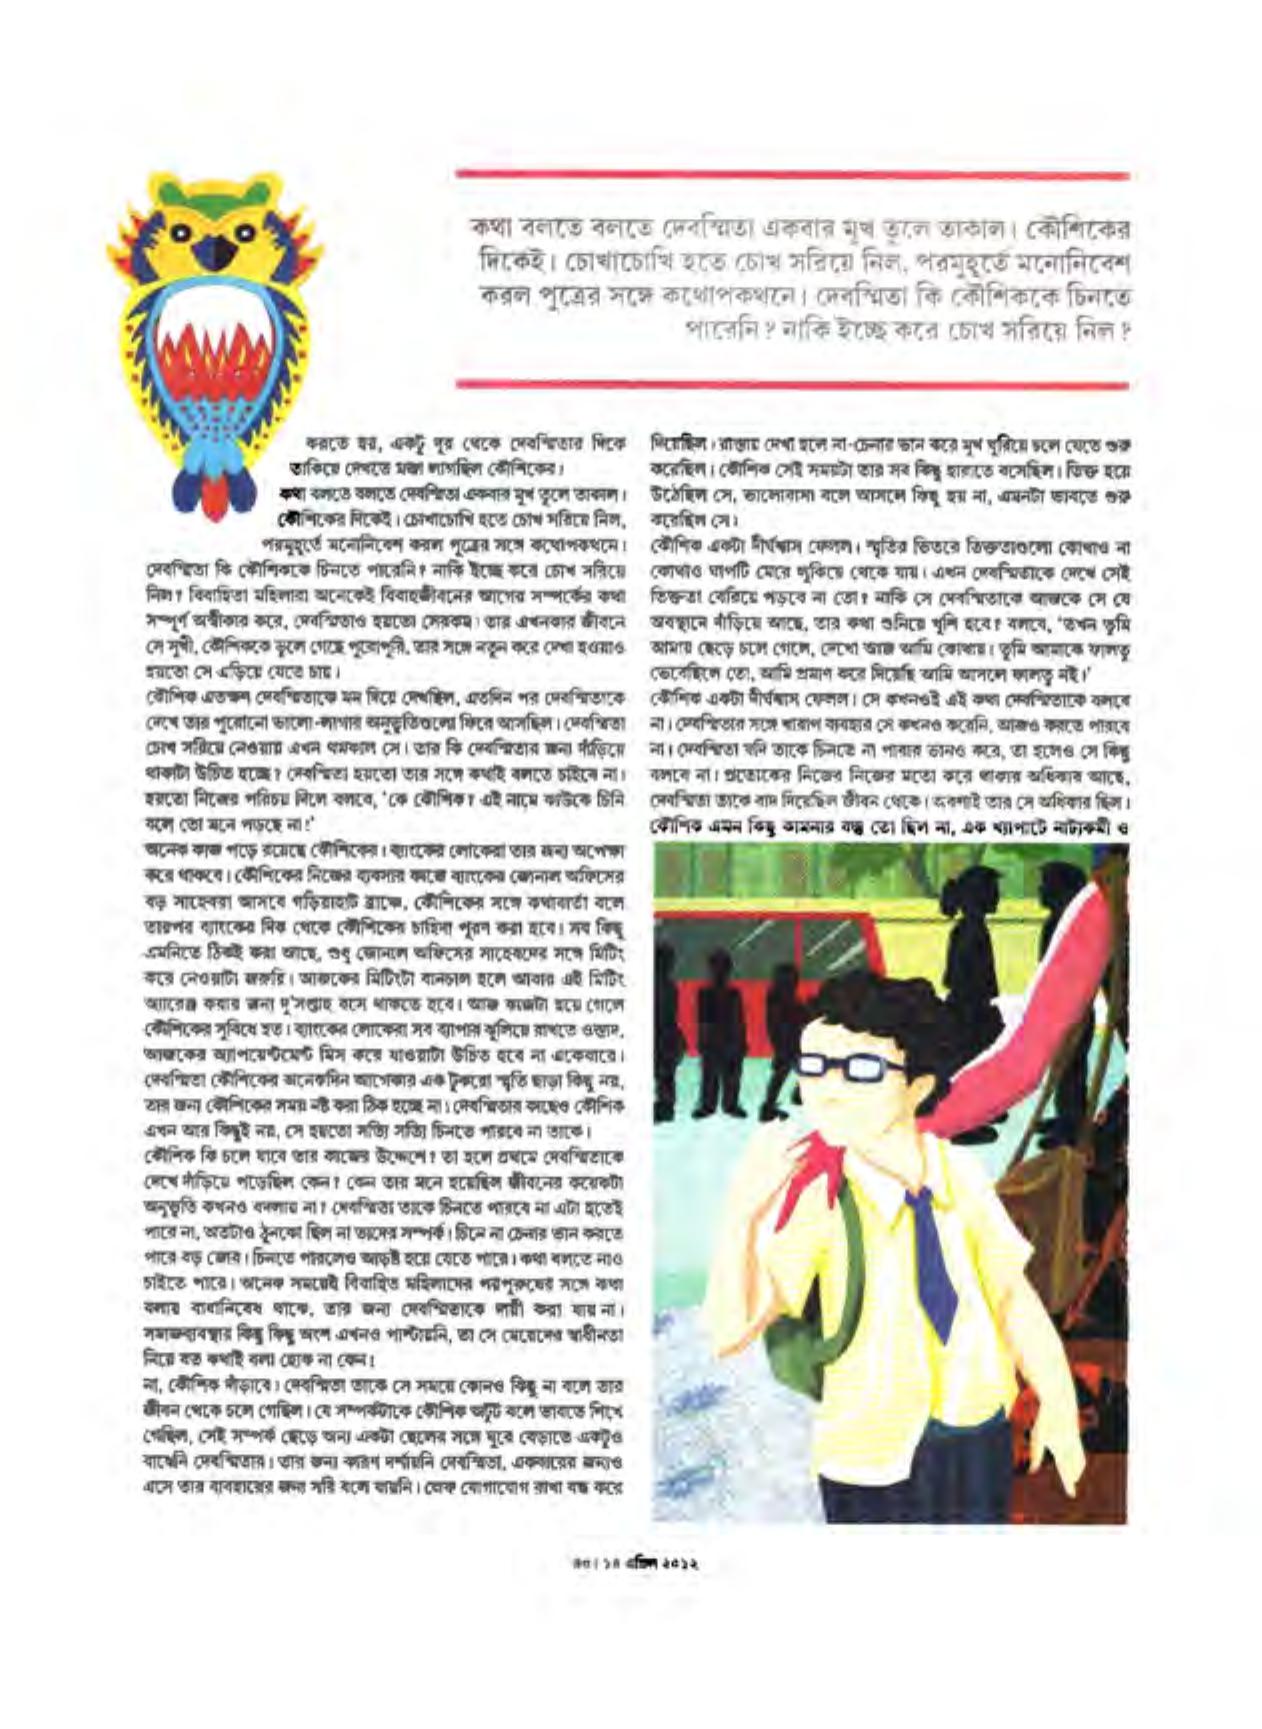 কথা বলতে বলতে দেবস্মিতা একবার মুখ তুলে তাকাল। কৌশিকের
দিকেই। চোখাচোখি হতে চোখ সরিয়ে নিল, পরমুহূর্তে মনোনিবেশ
করল পুত্রের সঙ্গে কথোপকথনে। দেবস্মিতা কি কৌশিককে চিনতে
পারেনি? নাকি ইচ্ছে করে চোখ সরিয়ে নিল?
করতে হয়, একটু দূর থেকে দেবস্মিতার দিকে
তাকিয়ে দেখতে মজা লাগছিল কৌশিকের।
কথা বলতে বলতে দেবস্মিতা একবার মুখ তুলে তাকাল।
কৌশিকের দিকেই। চোখাচোখি হতে চোখ সরিয়ে নিল,
পরমুহূর্তে মনোনিবেশ করল পুত্রের সঙ্গে কথোপকথনে।
দেবস্মিতা কি কৌশিককে চিনতে পারেনি? নাকি ইচ্ছে করে চোখ সরিয়ে
নিল? বিবাহিতা মহিলারা অনেকেই বিবাহজীবনের আগের সম্পর্কের কথা
সম্পূর্ণ অস্বীকার করে, দেবস্মিতাও হয়তো সেরকম। তার এখনকার জীবনে
সে সুখী, কৌশিককে ভুলে গেছে পুরোপুরি, তার সঙ্গে নতুন করে দেখা হওয়াও
হয়তো সে এড়িয়ে যেতে চায়।
কৌশিক এতক্ষণ দেবস্মিতাকে মন দিয়ে দেখছিল, এতদিন পর দেবস্মিতাকে
দেখে তার পুরোনো ভালো-লাগার অনুভূতিগুলো ফিরে আসছিল। দেবস্মিতা
চোখ সরিয়ে নেওয়ায় এখন থমকাল সে। তার কি দেবস্মিতার জন্য দাঁড়িয়ে
থাকাটা উচিত হচ্ছে? দেবস্মিতা হয়তো তার সঙ্গে কথাই বলতে চাইবে না।
হয়তো নিজের পরিচয় দিলে বলবে, ‘কে কৌশিক? এই নামে কাউকে চিনি
বলে তো মনে পড়ছে না!’
অনেক কাজ পড়ে রয়েছে কৌশিকের। ব্যাংকের লোকেরা তার জন্য অপেক্ষা
করে থাকবে। কৌশিকের নিজের ব্যবসার কাজে ব্যাংকের জোনাল অফিসের
বড় সাহেবরা আসবে গড়িয়াহাট ব্রাঞ্চে, কৌশিকের সঙ্গে কথাবার্তা বলে
তারপর ব্যাংকের দিক থেকে কৌশিকের চাহিদা পূরণ করা হবে। সব কিছু
এমনিতে ঠিকই করা আছে, শুধু জোনাল অফিসের সাহেবদের সঙ্গে মিটিং
করে নেওয়াটা জরুরি। আজকের মিটিংটা বানচাল হলে আবার এই মিটিং
অ্যারেঞ্জ করার জন্য দু’সপ্তাহ বসে থাকতে হবে। আজ কাজটা হয়ে গেলে
কৌশিকের সুবিধে হত। ব্যাংকের লোকেরা সব ব্যাপার ঝুলিয়ে রাখতে ওস্তাদ,
আজকের অ্যাপয়েন্টমেন্ট মিস করে যাওয়াটা উচিত হবে না একেবারে।
দেবস্মিতা কৌশিকের অনেকদিন আগেকার এক টুকরো স্মৃতি ছাড়া কিছু নয়,
তার জন্য কৌশিকের সময় নষ্ট করা ঠিক হচ্ছে না। দেবস্মিতার কাছেও কৌশিক
এখন আর কিছুই নয়, সে হয়তো সত্যি সত্যি চিনতে পারবে না তাকে।
কৌশিক কি চলে যাবে তার কাজের উদ্দেশে? তা হলে প্রথমে দেবস্মিতাকে
দেখে দাঁড়িয়ে পড়েছিল কেন? কেন তার মনে হয়েছিল জীবনের কয়েকটা
অনুভূতি কখনও বদলায় না? দেবস্মিতা তাকে চিনতে পারবে না এটা হতেই
পারে না, অতটাও ঠুনকো ছিল না তাদের সম্পর্ক। চিনে না চেনার ভান করতে
পারে বড় জোর। চিনতে পারলেও আড়ষ্ট হয়ে যেতে পারে। কথা বলতে নাও
চাইতে পারে। অনেক সময়েই বিবাহিত মহিলাদের পরপুরুষের সঙ্গে কথা
বলায় বাধানিষেধ থাকে, তার জন্য দেবস্মিতাকে দায়ী করা যায় না।
সমাজব্যবস্থার কিছু কিছু অংশ এখনও পাল্টায়নি, তা সে মেয়েদের স্বাধীনতা
নিয়ে যত কথাই বলা হোক না কেন।
না, কৌশিক দাঁড়াবে। দেবস্মিতা তাকে সে সময়ে কোনও কিছু না বলে তার
জীবন থেকে চলে গেছিল। যে সম্পর্কটাকে কৌশিক অটুট বলে ভাবতে শিখে
গেছিল, সেই সম্পর্ক ছেড়ে অন্য একটা ছেলের সঙ্গে ঘুরে বেড়াতে একটুও
বাধেনি দেবস্মিতার। তার জন্য কারণ দর্শায়নি দেবস্মিতা, একবারের জন্যও
এসে তার ব্যবহারের জন্য সরি বলে যায়নি। স্রেফ যোগাযোগ রাখা বন্ধ করে
দিয়েছিল। রাস্তায় দেখা হলে না-চেনার ভান করে মুখ ঘুরিয়ে চলে যেতে শুরু
করেছিল। কৌশিক সেই সময়টা তার সব কিছু হারাতে বসেছিল। তিক্ত হয়ে
উঠেছিল সে, ভালোবাসা বলে আসলে কিছু হয় না, এমনটা ভাবতে শুরু
করেছিল সে।
কৌশিক একটা দীর্ঘশ্বাস ফেলল। স্মৃতির ভিতরে তিক্ততাগুলো কোথাও না
কোথাও ঘাপটি মেরে লুকিয়ে থেকে যায়। এখন দেবস্মিতাকে দেখে সেই
তিক্ততা বেরিয়ে পড়বে না তো? নাকি সে দেবস্মিতাকে আজকে সে যে
অবস্থানে দাঁড়িয়ে আছে, তার কথা শুনিয়ে খুশি হবে? বলবে, ‘তখন তুমি
আমায় ছেড়ে চলে গেলে, দেখো আজ আমি কোথায়। তুমি আমাকে ফালতু
ভেবেছিলে তো, আমি প্রমাণ করে দিয়েছি আমি আসলে ফালতু নই।’
কৌশিক একটা দীর্ঘশ্বাস ফেলল। সে কখনওই এই কথা দেবস্মিতাকে বলবে
না। দেবস্মিতার সঙ্গে খারাপ ব্যবহার সে কখনও করেনি, আজও করতে পারবে
না। দেবস্মিতা যদি তাকে চিনতে না পারার ভানও করে, তা হলেও সে কিছু
বলবে না। প্রত্যেকের নিজের নিজের মতো করে থাকার অধিকার আছে,
দেবস্মিতা তাকে বাদ দিয়েছিল জীবন থেকে। অবশ্যই তার সে অধিকার ছিল।
কৌশিক এমন কিছু কামনার বস্তু তো ছিল না, এক খ্যাপাটে নাট্যকর্মী ও
১৪ এপ্রিল ২০১২